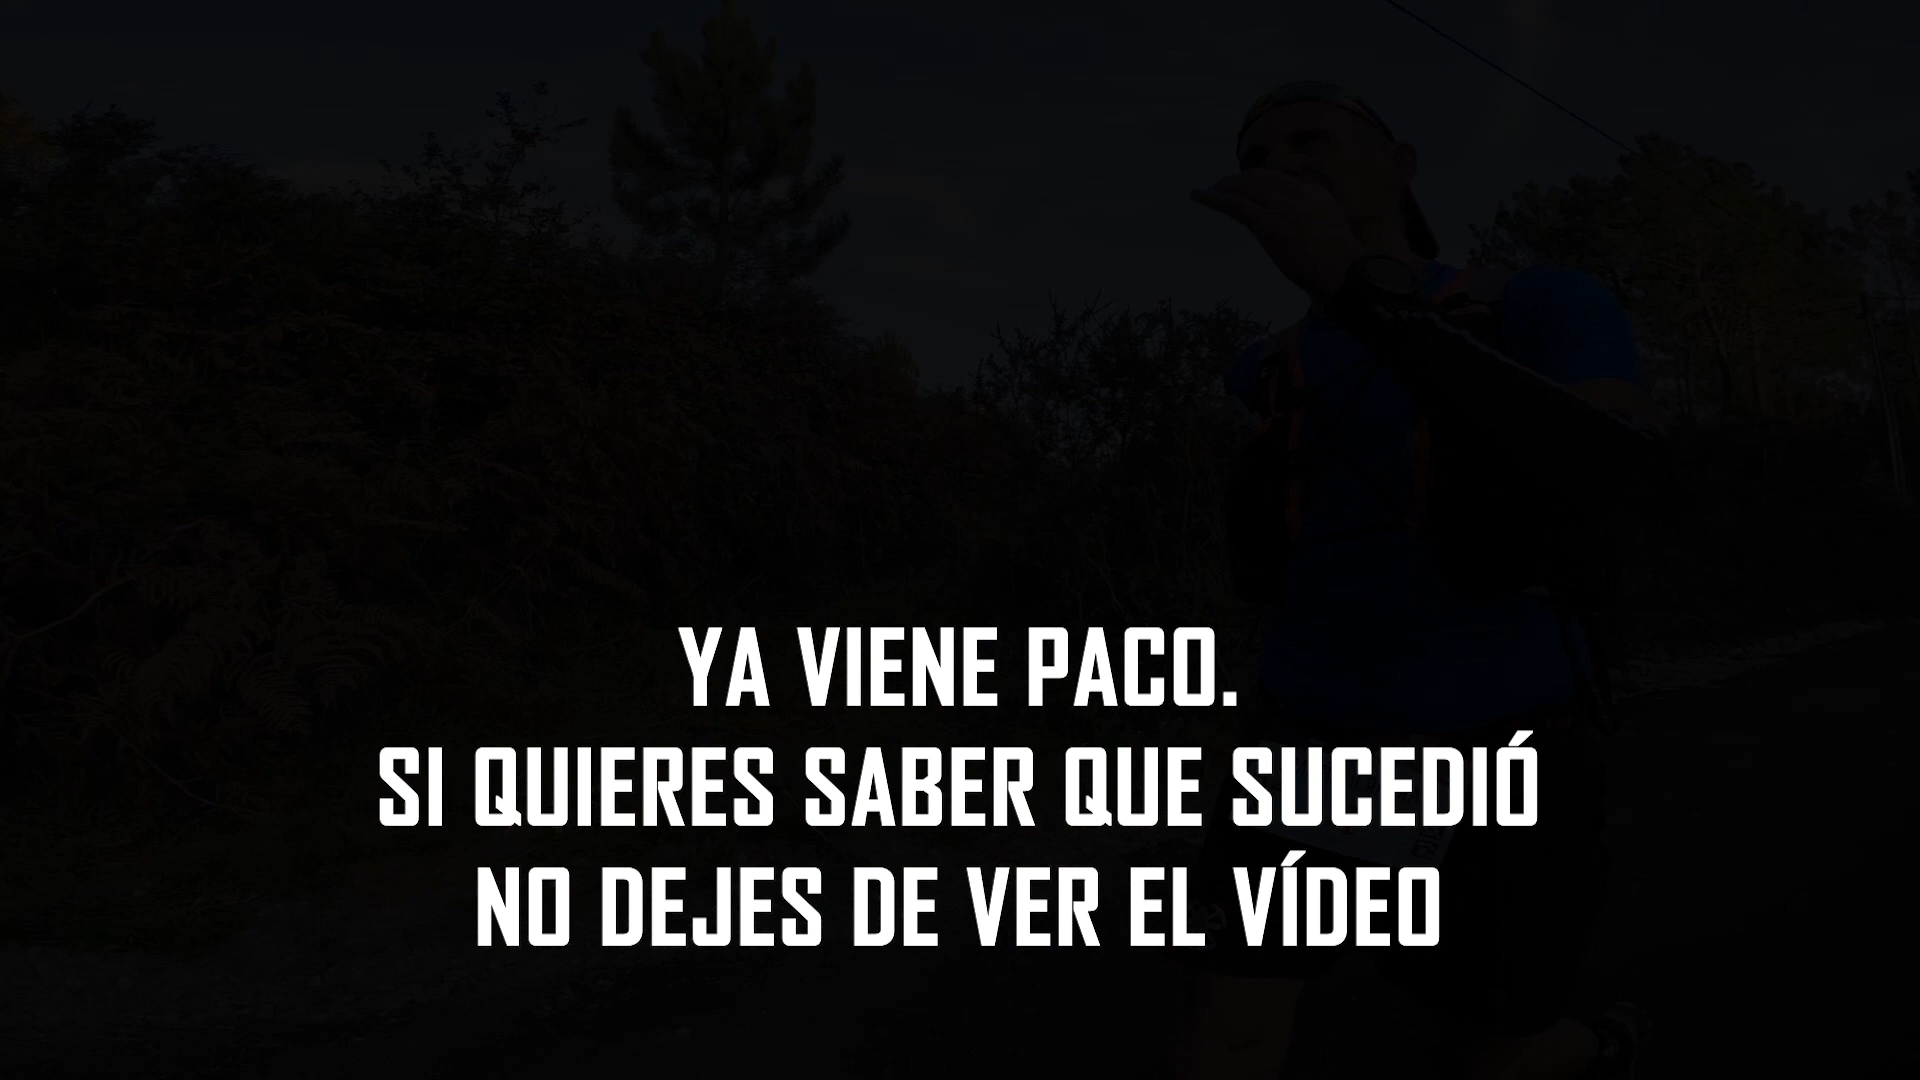 YA VIENE PACO.
SI QUIERES SABER QUE SUCEDIÓ
NO DEJES DE VER EL VÍDEO